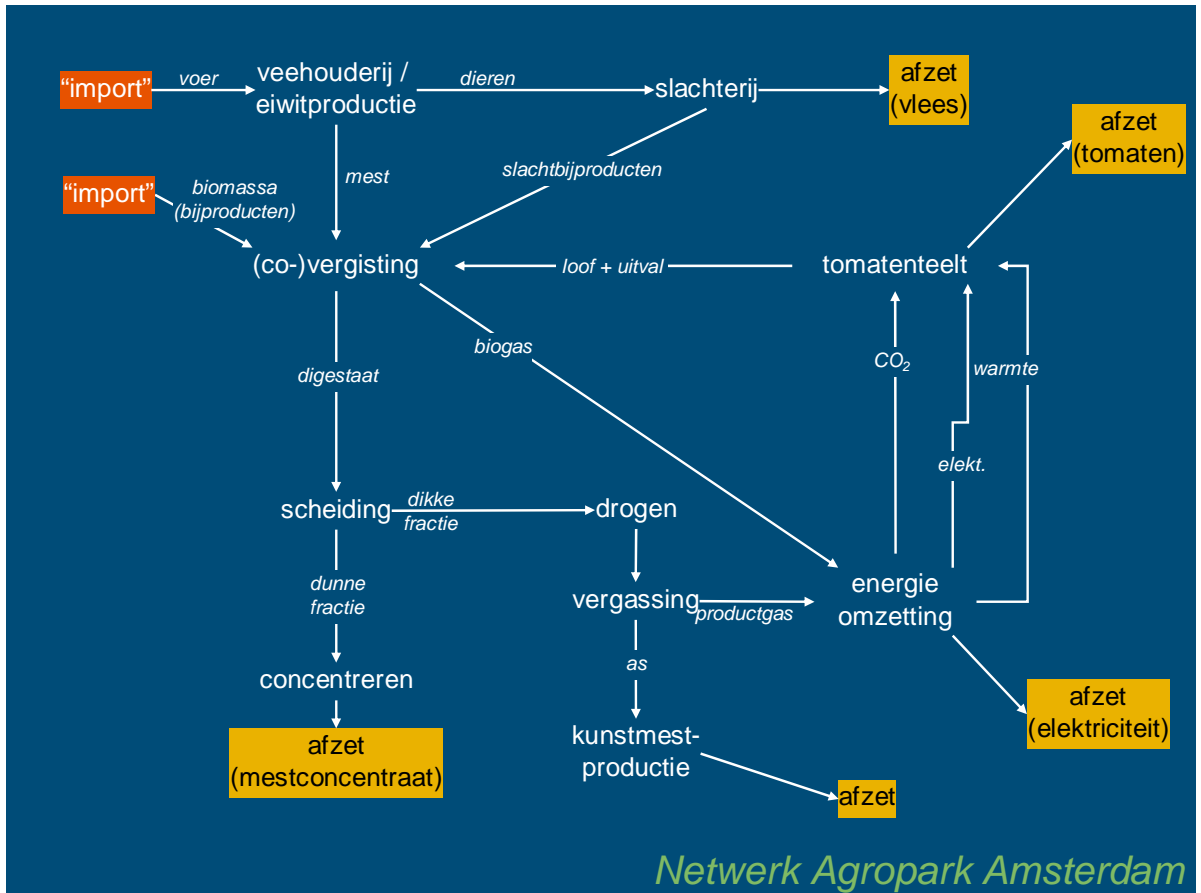 “import”
voer
veehouderij /
eiwitproductie
dieren
slachterij
afzet
(vlees)
afzet
(tomaten)
“import”
biomassa
(bijproducten)
mest
slachtbijproducten
(co-)vergisting
loof + uitval
tomatenteelt
biogas
CO₂
warmte
digestaat
elekt.
scheiding
dikke
fractie
drogen
dunne
fractie
vergassing
productgas
energie
omzetting
as
concentreren
afzet
(mestconcentraat)
kunstmest-
productie
afzet
afzet
(elektriciteit)
Netwerk Agropark Amsterdam